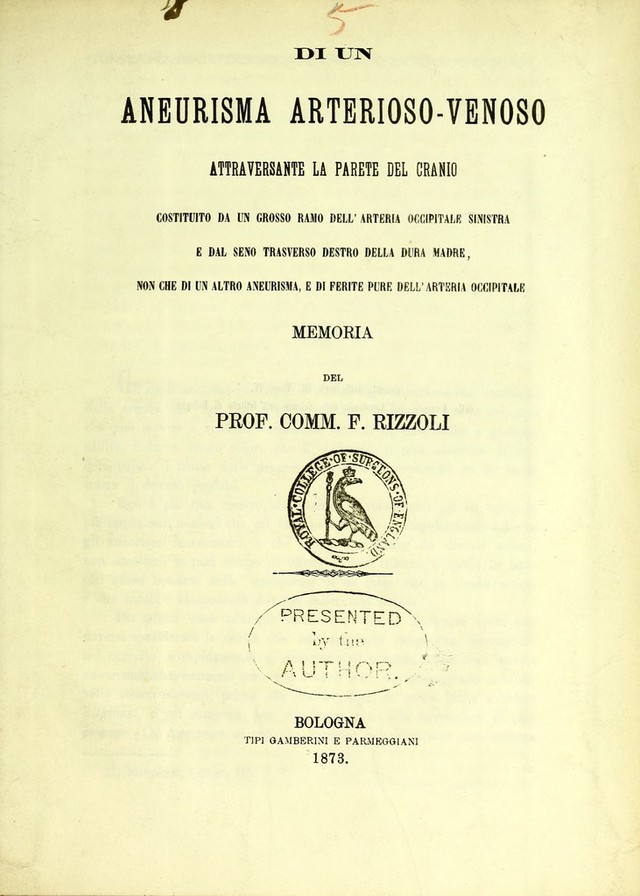 5
DI UN
ANEURISMA ARTERIOSO-VENOSO
ATTRAVERSANTE LA PARETE DEL CRANIO
COSTITUITO DA UN GROSSO RAMO DELL' ARTERIA OCCIPITALE SINISTRA
E DAL SENO TRASVERSO DESTRO DELLA DURA MADRE,
NON CHE DI UN ALTRO ANEURISMA, E DI FERITE PURE DELL'ARTERIA OCCIPITALE
MEMORIA
DEL
PROF. COMM. F. RIZZOLI
ROYAL·COLLEGE·OF·SURGEONS·OF·ENGLAND
PRESENTED
by the
AUTHOR.
BOLOGNA
TIPI GAMBERINI E PARMEGGIANI
1873.